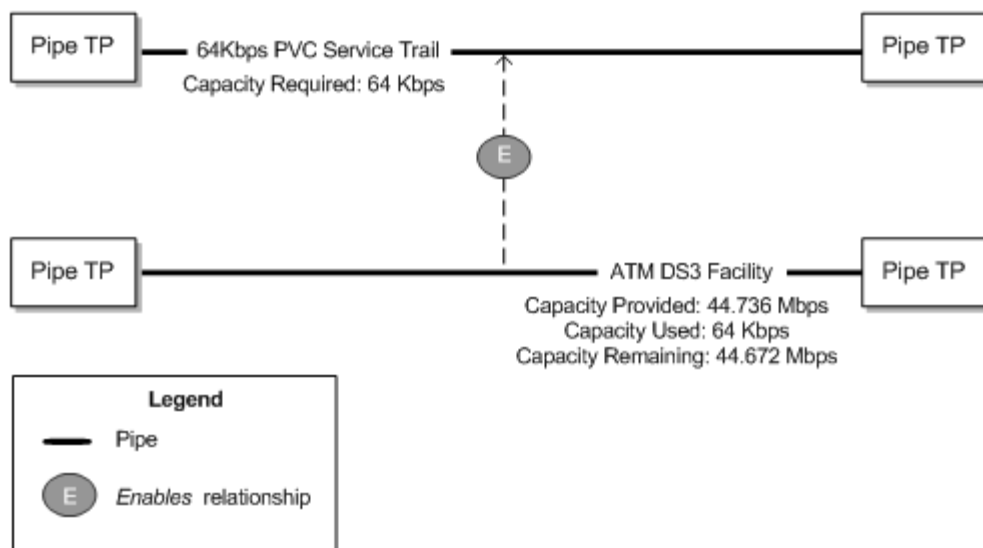 Pipe TP
64Kbps PVC Service Trail
Pipe TP
Capacity Required: 64 Kbps
E
Pipe TP
ATM DS3 Facility
Pipe TP
Capacity Provided: 44.736 Mbps
Capacity Used: 64 Kbps
Capacity Remaining: 44.672 Mbps
Legend
Pipe
E
Enables relationship